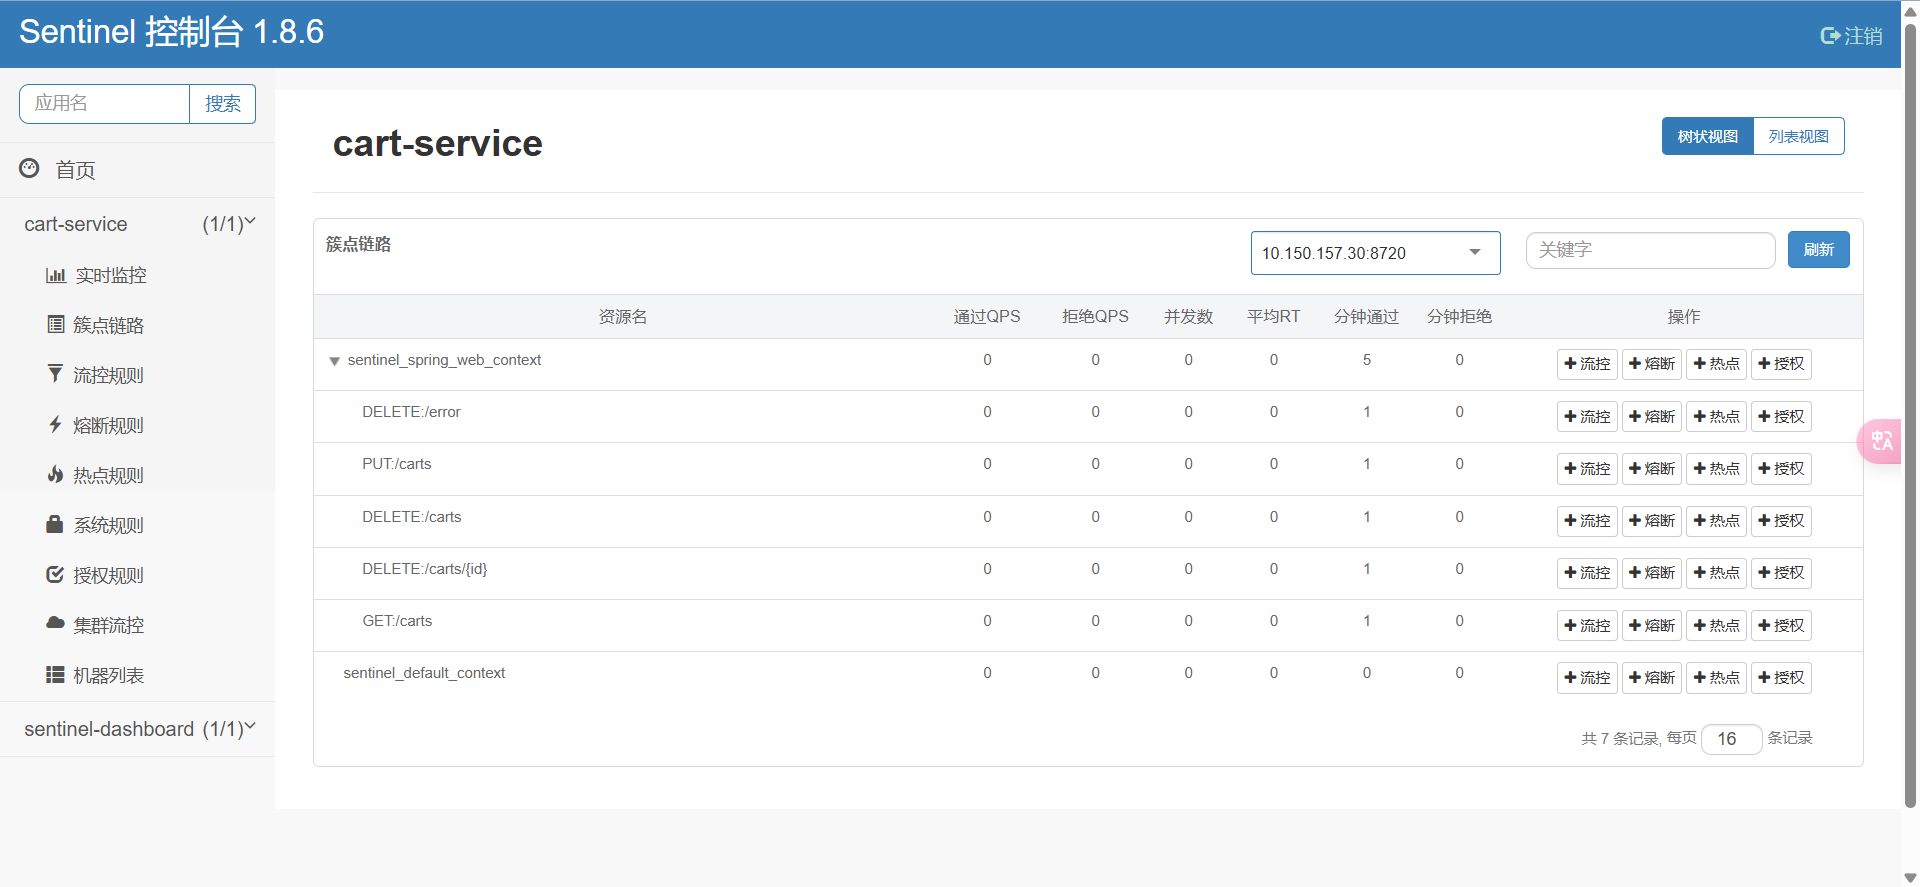 Sentinel 控制台 1.8.6
注销
应用名 搜索
首页
cart-service (1/1)
实时监控
簇点链路
流控规则
熔断规则
热点规则
系统规则
授权规则
集群流控
机器列表
sentinel-dashboard (1/1)
cart-service
树状视图 列表视图
簇点链路 10.150.157.30:8720 关键字 刷新
资源名 通过QPS 拒绝QPS 并发数 平均RT 分钟通过 分钟拒绝 操作
sentinel_spring_web_context 0 0 0 0 5 0 流控 熔断 热点 授权
DELETE:/error 0 0 0 0 1 0 流控 熔断 热点 授权
PUT:/carts 0 0 0 0 1 0 流控 熔断 热点 授权
DELETE:/carts 0 0 0 0 1 0 流控 熔断 热点 授权
DELETE:/carts/{id} 0 0 0 0 1 0 流控 熔断 热点 授权
GET:/carts 0 0 0 0 1 0 流控 熔断 热点 授权
sentinel_default_context 0 0 0 0 0 0 流控 熔断 热点 授权
共 7 条记录, 每页 16 条记录
中A